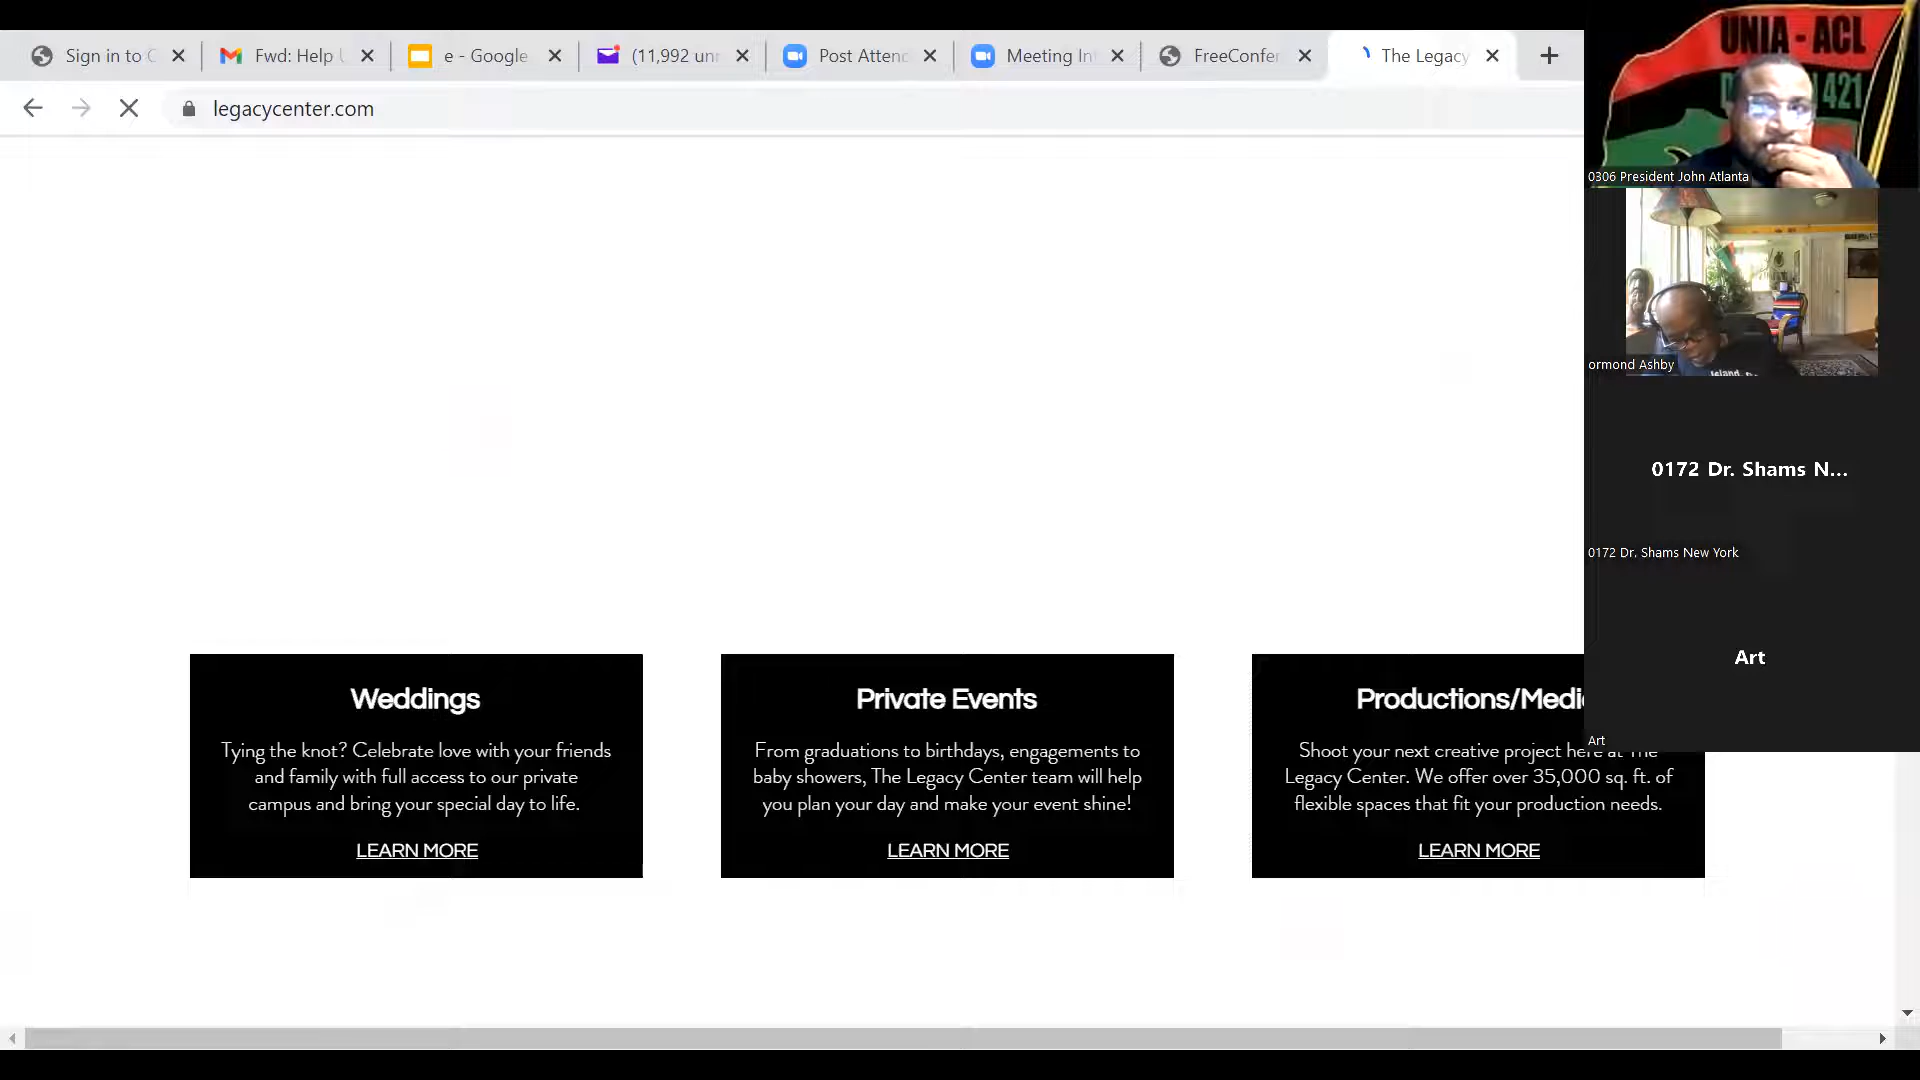 Sign in to C
Fwd: Help U
e - Google
(11,992 unr
Post Attend
Meeting In
FreeConfer
The Legacy
legacycenter.com
UNIA - ACL
421
0306 President John Atlanta
ormond Ashby
0172 Dr. Shams N...
0172 Dr. Shams New York
Art
Art
Weddings
Tying the knot? Celebrate love with your friends
and family with full access to our private
campus and bring your special day to life.
LEARN MORE
Private Events
From graduations to birthdays, engagements to
baby showers, The Legacy Center team will help
you plan your day and make your event shine!
LEARN MORE
Productions/Medi
Shoot your next creative project here at The
Legacy Center. We offer over 35,000 sq. ft. of
flexible spaces that fit your production needs.
LEARN MORE